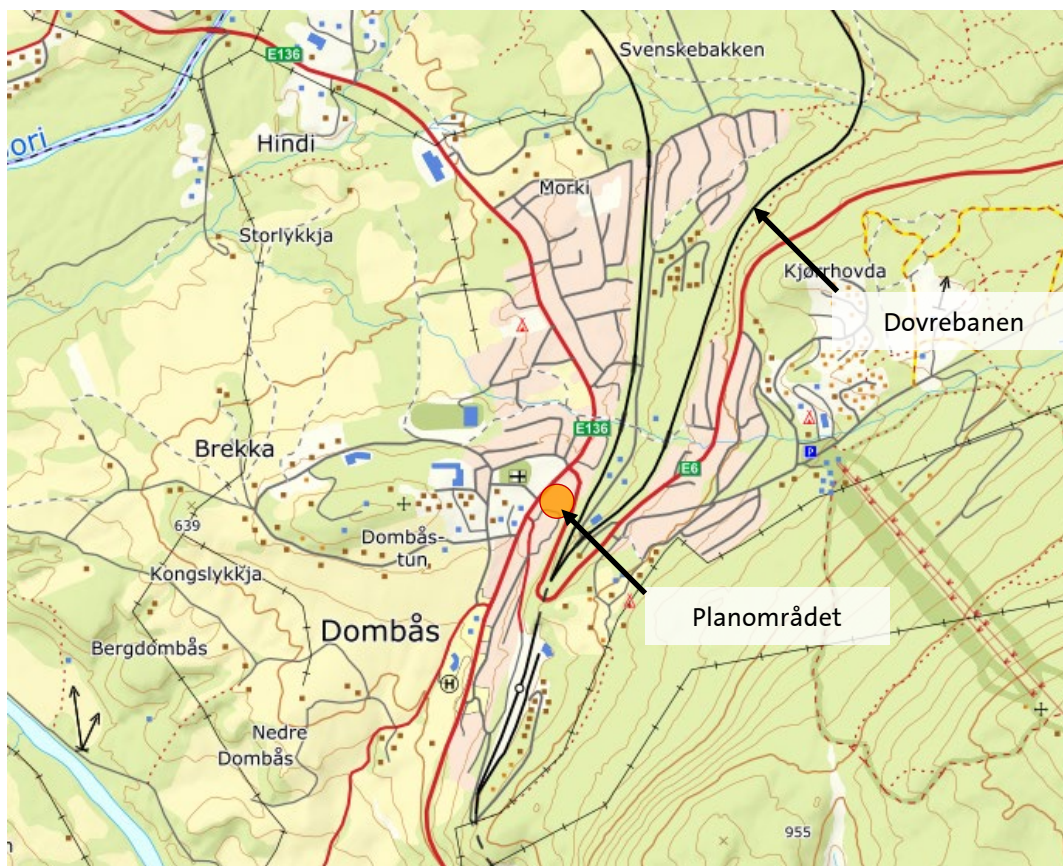 Svenskebakken
E136
ori
Hindi
Morki
Storlykkja
Kjørrhovda
Dovrebanen
E136
Brekka
E6
P
639
Dombås-
tun
Kongslykkja
Planområdet
Dombås
Bergdombås
H
Nedre
Dombås
955
n